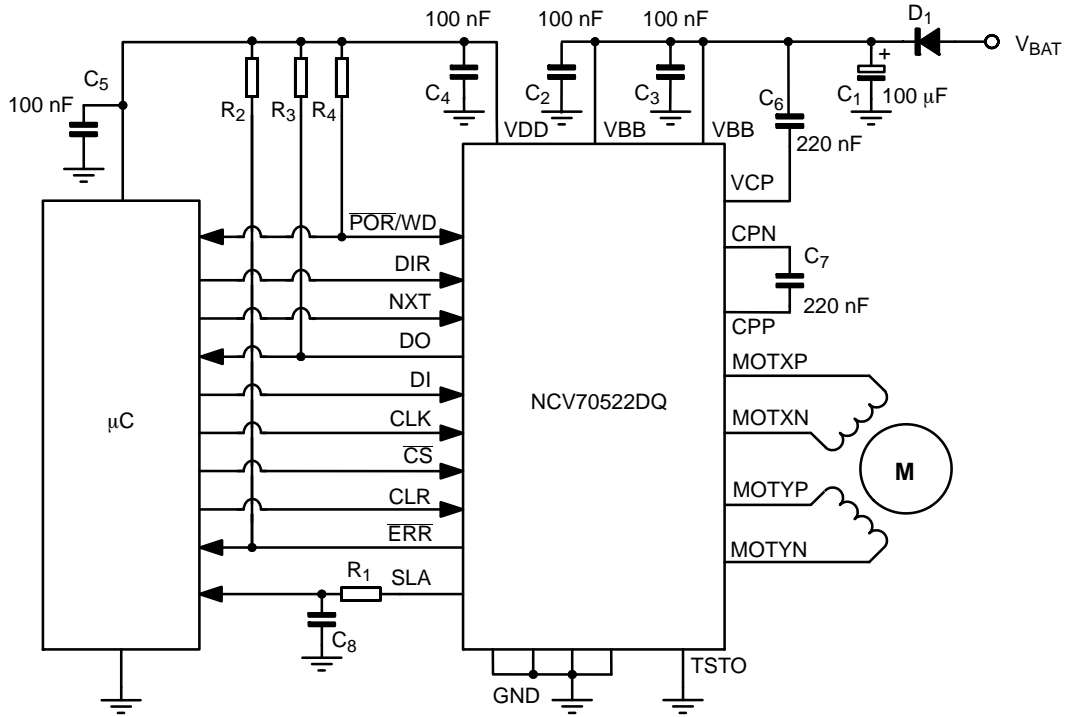 100 nF
100 nF
100 nF
D1
VBAT
C5
100 nF
R2
R3
R4
C4
C2
C3
C6
C1
+
100 μF
220 nF
VDD
VBB
VBB
VCP
POR/WD
CPN
DIR
C7
NXT
220 nF
CPP
DO
MOTXP
DI
NCV70522DQ
μC
CLK
MOTXN
CS
M
CLR
MOTYP
ERR
MOTYN
R1
SLA
C8
TSTO
GND